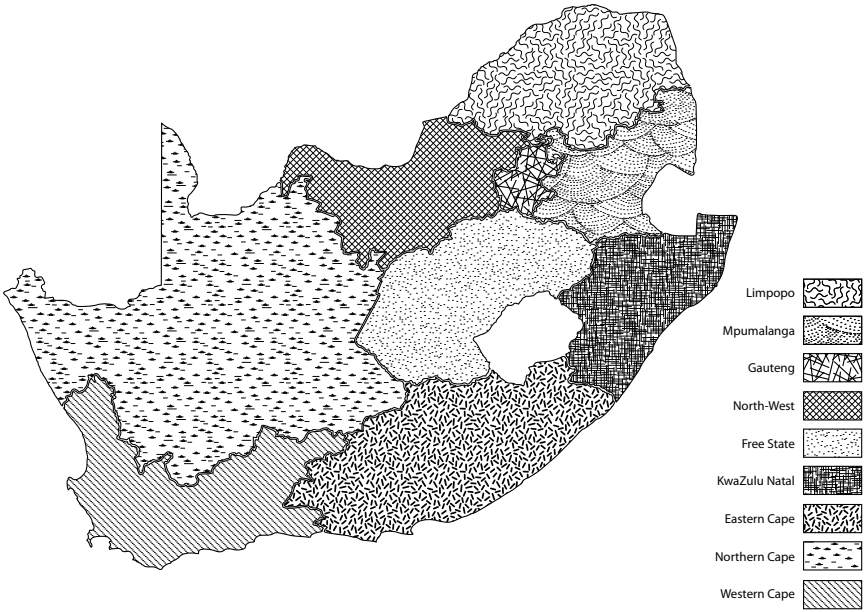 Limpopo
Mpumalanga
Gauteng
North-West
Free State
KwaZulu Natal
Eastern Cape
Northern Cape
Western Cape